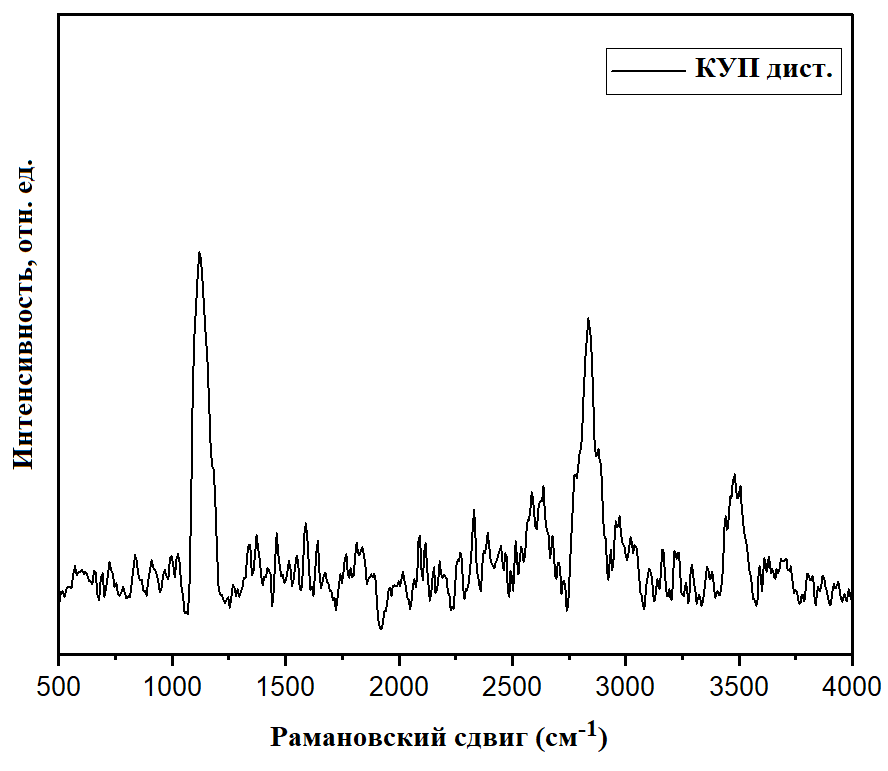 КУП дист.
Интенсивность, отн. ед.
500 1000 1500 2000 2500 3000 3500 4000
Рамановский сдвиг (см-1)